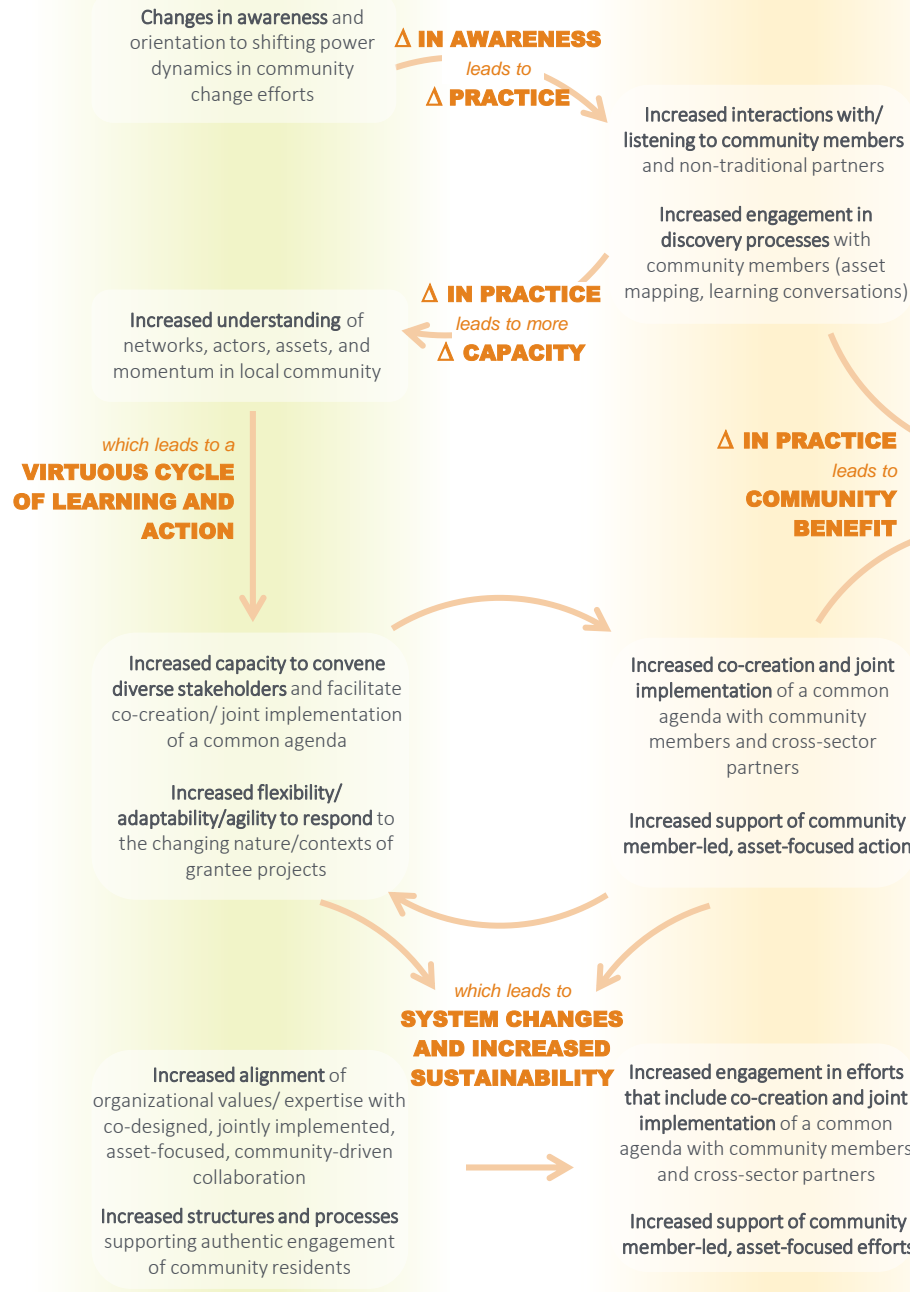 Changes in awareness and
orientation to shifting power
dynamics in community
change efforts
Δ IN AWARENESS
leads to
Δ PRACTICE
Increased interactions with/
listening to community members
and non-traditional partners
Increased engagement in
discovery processes with
community members (asset
mapping, learning conversations)
Δ IN PRACTICE
leads to more
Δ CAPACITY
Increased understanding of
networks, actors, assets, and
momentum in local community
which leads to a
VIRTUOUS CYCLE
OF LEARNING AND
ACTION
Δ IN PRACTICE
leads to
COMMUNITY
BENEFIT
Increased capacity to convene
diverse stakeholders and facilitate
co-creation/ joint implementation
of a common agenda
Increased flexibility/
adaptability/agility to respond to
the changing nature/contexts of
grantee projects
Increased co-creation and joint
implementation of a common
agenda with community
members and cross-sector
partners
Increased support of community
member-led, asset-focused action
which leads to
SYSTEM CHANGES
AND INCREASED
SUSTAINABILITY
Increased alignment of
organizational values/ expertise with
co-designed, jointly implemented,
asset-focused, community-driven
collaboration
Increased structures and processes
supporting authentic engagement
of community residents
Increased engagement in efforts
that include co-creation and joint
implementation of a common
agenda with community members
and cross-sector partners
Increased support of community
member-led, asset-focused efforts